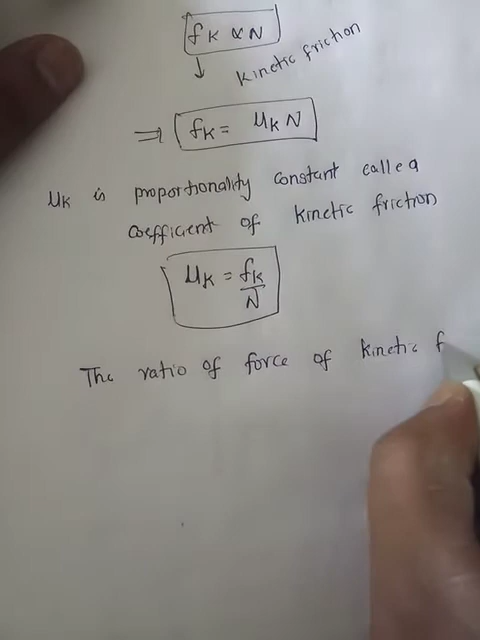 fK ∝ N
↓ Kinetic friction
⇒ fK = μK N
μK is proportionality constant called
coefficient of kinetic friction
μK = fK/N
The ratio of force of kinetic f